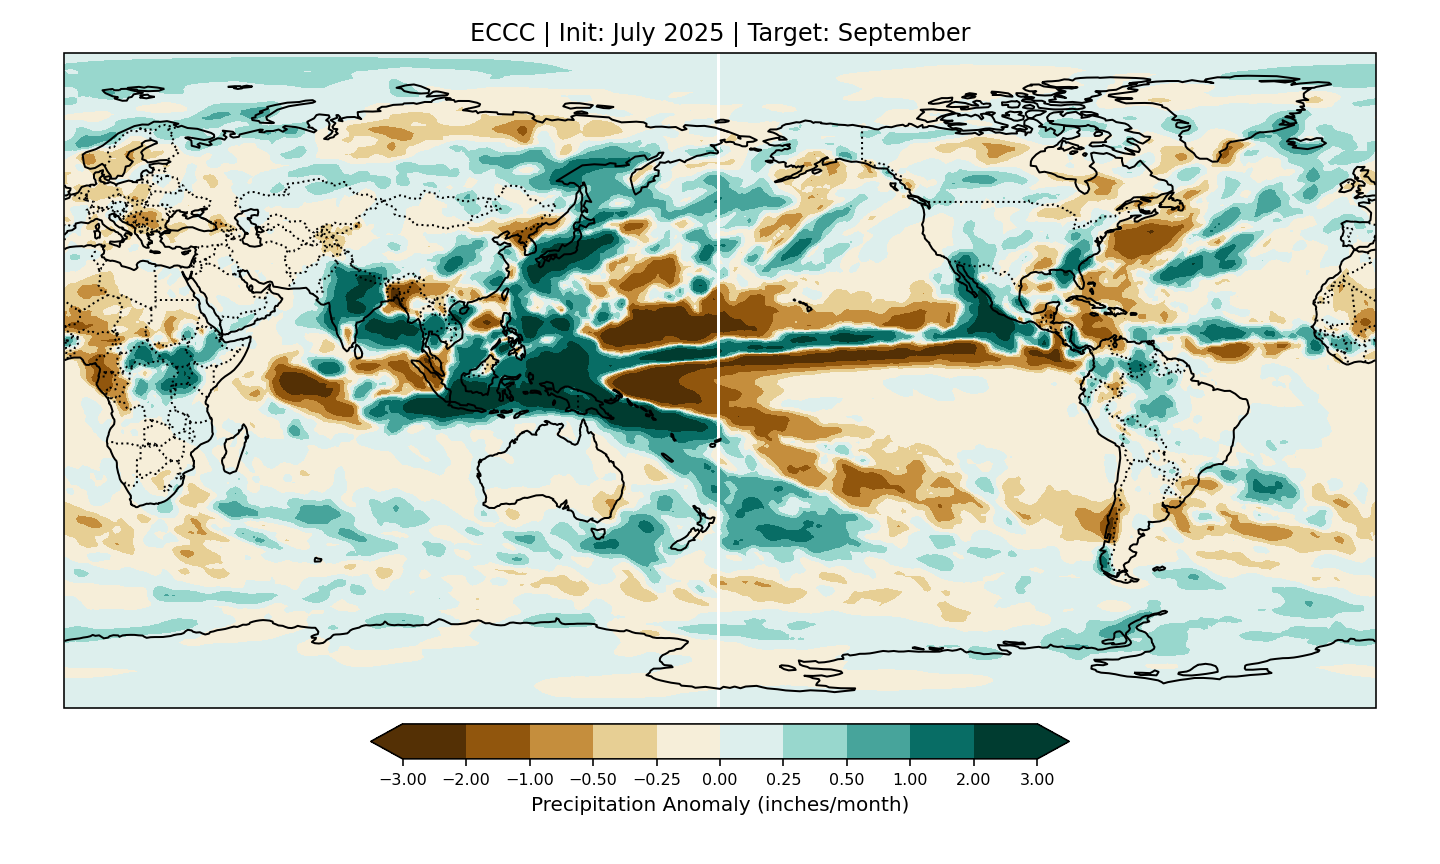 ECCC | Init: July 2025 | Target: September
−3.00 −2.00 −1.00 −0.50 −0.25 0.00 0.25 0.50 1.00 2.00 3.00
Precipitation Anomaly (inches/month)